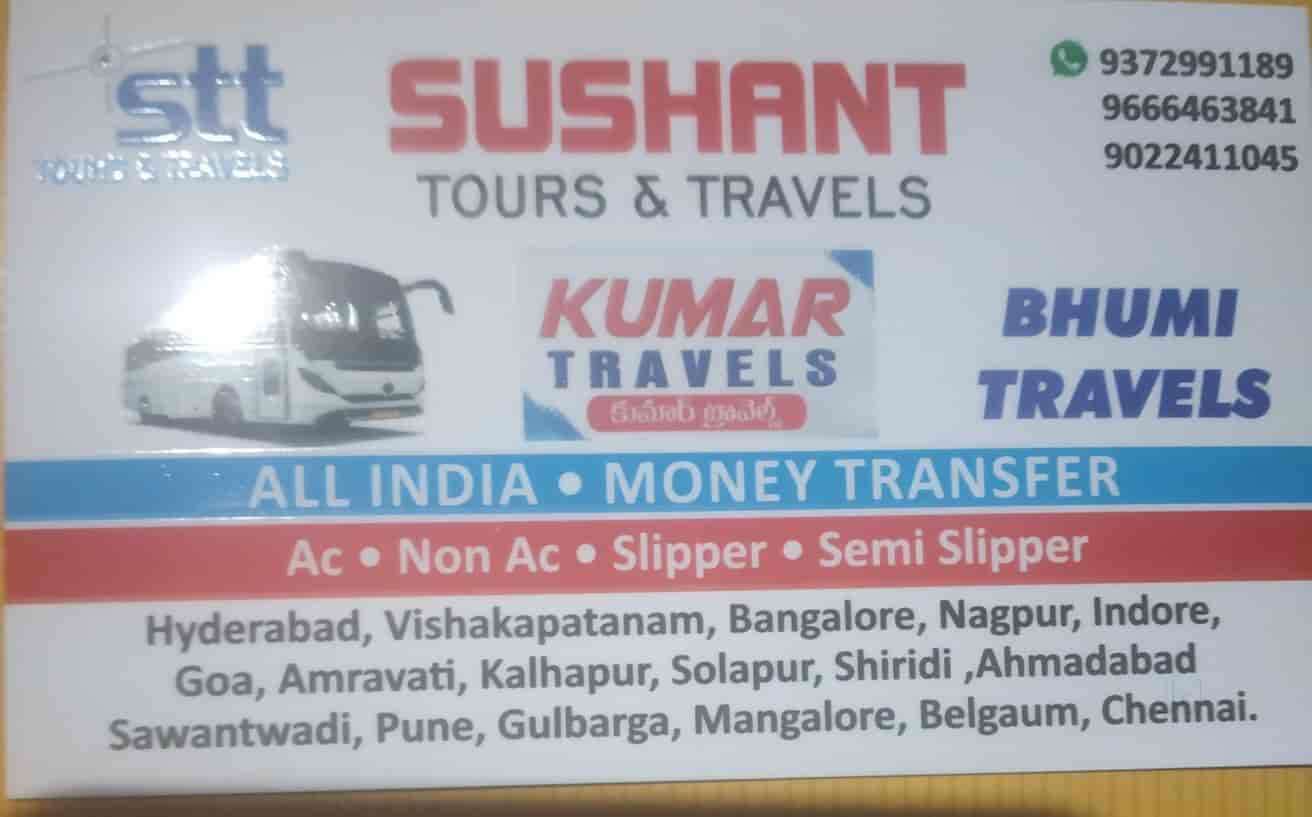 stt
TOURS & TRAVELS
SUSHANT
TOURS & TRAVELS
9372991189
9666463841
9022411045
KUMAR
TRAVELS
కుమార్ ట్రావెల్స్
BHUMI
TRAVELS
ALL INDIA • MONEY TRANSFER
Ac • Non Ac • Slipper • Semi Slipper
Hyderabad, Vishakapatanam, Bangalore, Nagpur, Indore,
Goa, Amravati, Kalhapur, Solapur, Shiridi ,Ahmadabad
Sawantwadi, Pune, Gulbarga, Mangalore, Belgaum, Chennai.